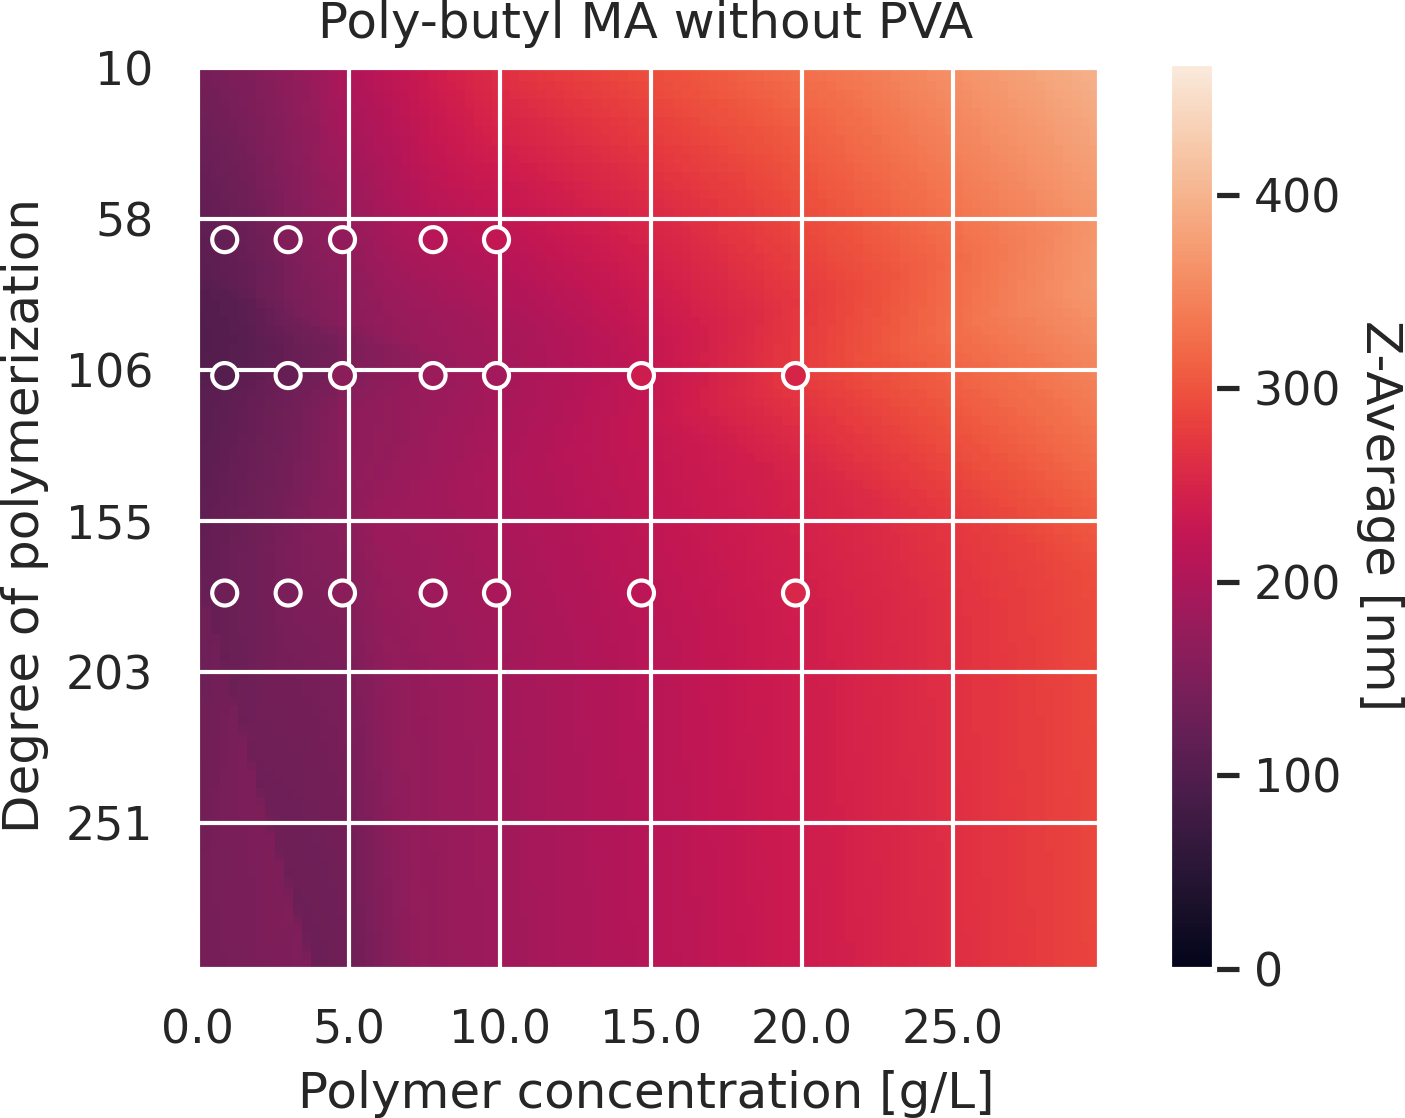 Poly-butyl MA without PVA
10
58
106
155
203
251
Degree of polymerization
0.0 5.0 10.0 15.0 20.0 25.0
Polymer concentration [g/L]
400
300
200
100
0
Z-Average [nm]